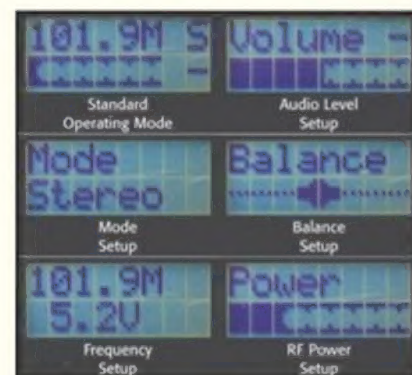 101.9M S
Standard
Operating Mode
Volume -
Audio Level
Setup
Mode
Stereo
Mode
Setup
Balance
Balance
Setup
101.9M
5.2V
Frequency
Setup
Power
RF Power
Setup